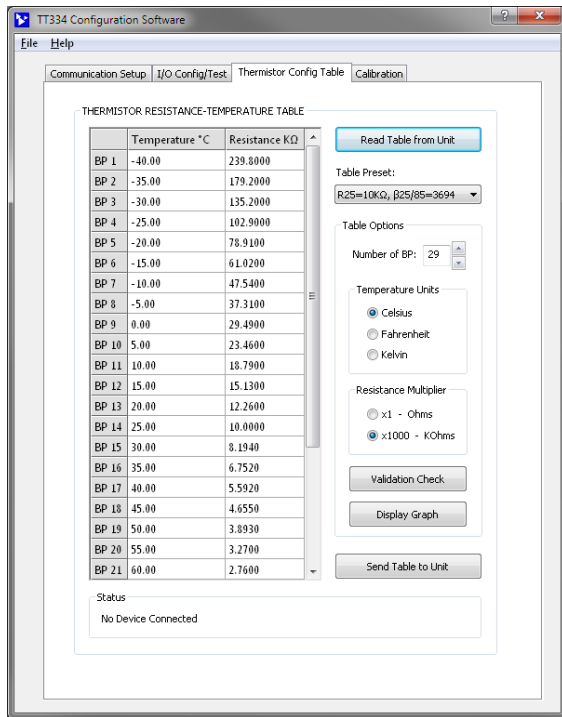 TT334 Configuration Software
File Help
Communication Setup I/O Config/Test Thermistor Config Table Calibration
THERMISTOR RESISTANCE-TEMPERATURE TABLE
Temperature °C Resistance KΩ
BP 1 -40.00 239.8000
BP 2 -35.00 179.2000
BP 3 -30.00 135.2000
BP 4 -25.00 102.9000
BP 5 -20.00 78.9100
BP 6 -15.00 61.0200
BP 7 -10.00 47.5400
BP 8 -5.00 37.3100
BP 9 0.00 29.4900
BP 10 5.00 23.4600
BP 11 10.00 18.7900
BP 12 15.00 15.1300
BP 13 20.00 12.2600
BP 14 25.00 10.0000
BP 15 30.00 8.1940
BP 16 35.00 6.7520
BP 17 40.00 5.5920
BP 18 45.00 4.6550
BP 19 50.00 3.8930
BP 20 55.00 3.2700
BP 21 60.00 2.7600
Read Table from Unit
Table Preset:
R25=10KΩ, β25/85=3694
Table Options
Number of BP: 29
Temperature Units
Celsius
Fahrenheit
Kelvin
Resistance Multiplier
x1 - Ohms
x1000 - KOhms
Validation Check
Display Graph
Send Table to Unit
Status
No Device Connected